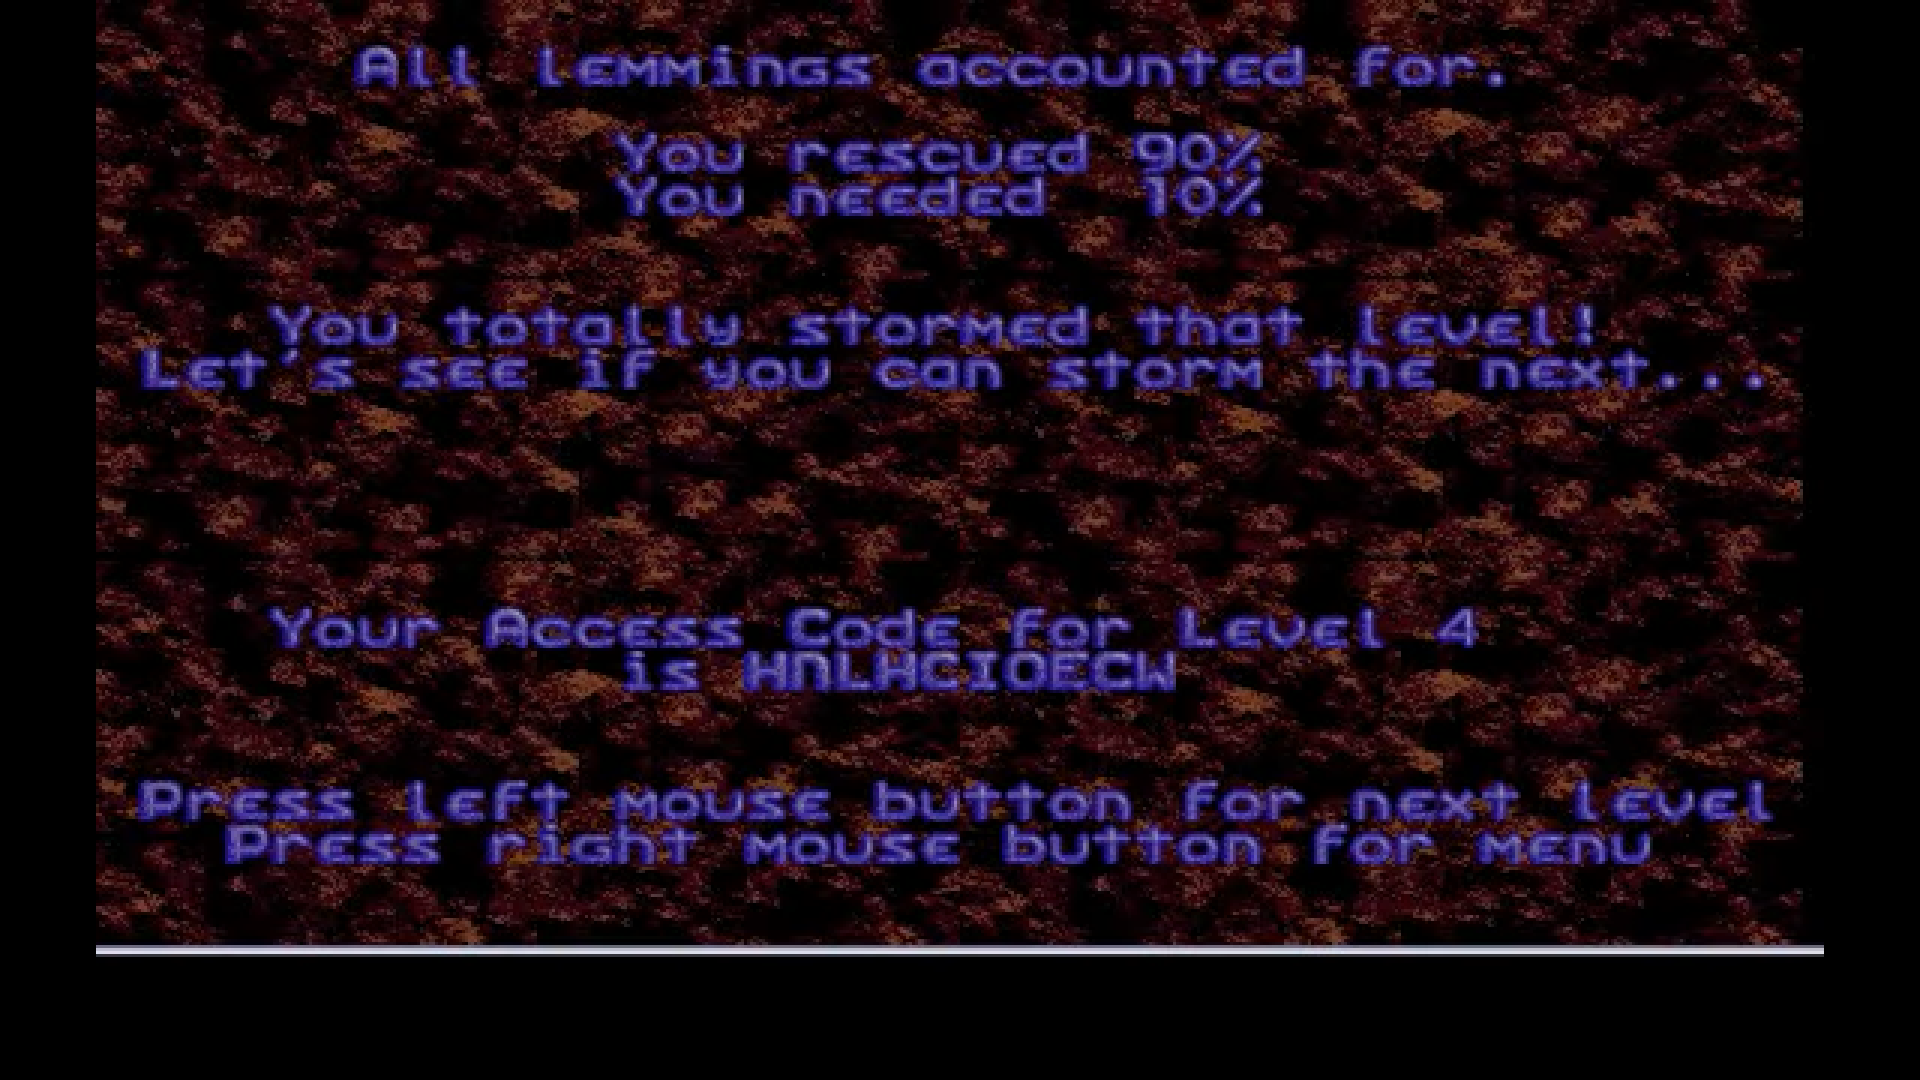 All lemmings accounted for.
You rescued 90%
You needed 10%
You totally stormed that level!
Let's see if you can storm the next...
Your Access Code for Level 4
is HNLHCIOECW
Press left mouse button for next level
Press right mouse button for menu